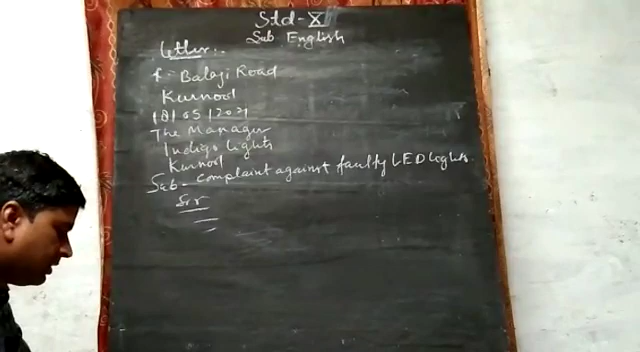 Std-X
Sub English
Letter:-
Balaji Road
Kurnool
18/05/2021
The Manager
Indigo lights
Kurnool
Sub- complaint against faulty LED lights.
Sir